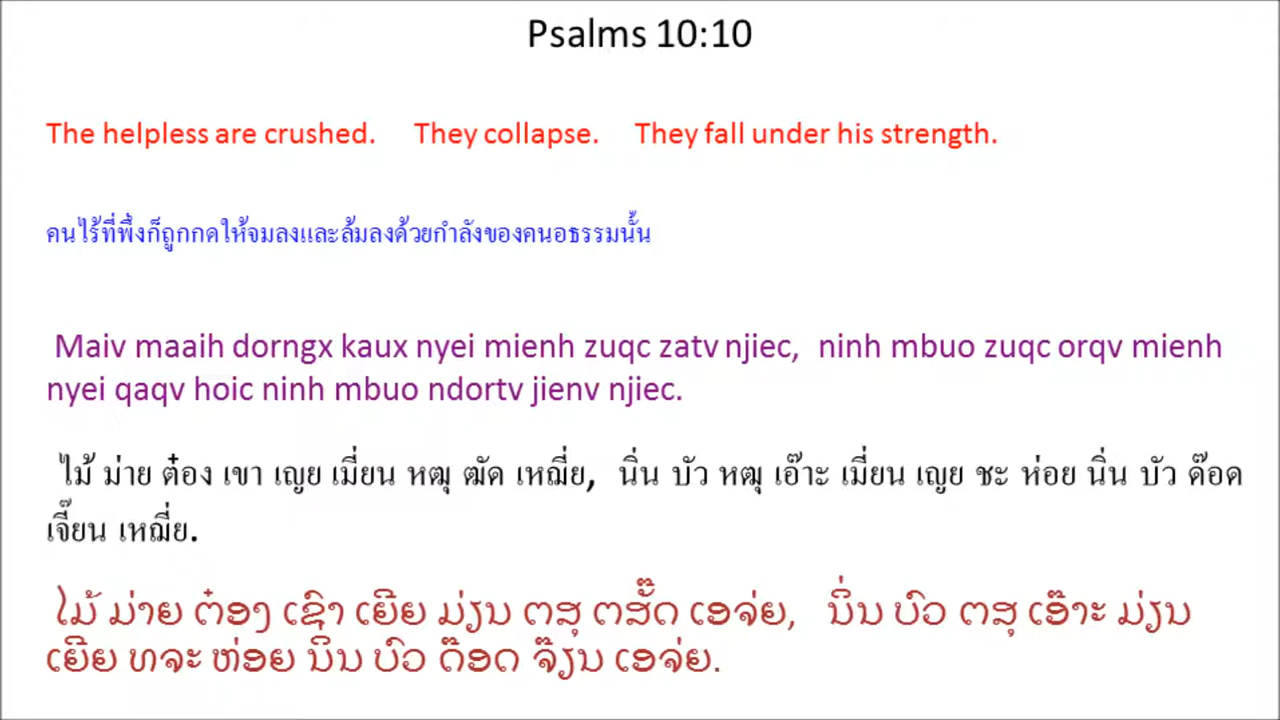 Psalms 10:10
The helpless are crushed. They collapse. They fall under his strength.
คนไร้ที่พึ่งก็ถูกกดให้จมลงและล้มลงด้วยกำลังของคนอธรรมนั้น
Maiv maaih dorngx kaux nyei mienh zuqc zatv njiec, ninh mbuo zuqc orqv mienh
nyei qaqv hoic ninh mbuo ndortv jienv njiec.
ไม้ ม่าย ต๋อง เขา เญย เมี่ยน หฒุ ฒัด เหฌี่ย, นิ่น บัว หฒุ เอ๊าะ เมี่ยน เญย ชะ ห่อย นิ่น บัว ด๊อด
เจี๊ยน เหฌี่ย.
ໄມ້ ມ່າຍ ຕ໋ອງ ເຊົາ ເຍີຍ ມ່ຽນ ຕສຸ ຕສັ໊ດ ເອຈ່ຍ, ນິ່ນ ບົວ ຕສຸ ເອ໊າະ ມ່ຽນ
ເຍີຍ ທຈະ ຫ່ອຍ ນິ່ນ ບົວ ດ໊ອດ ຈ໊ຽນ ເອຈ່ຍ.